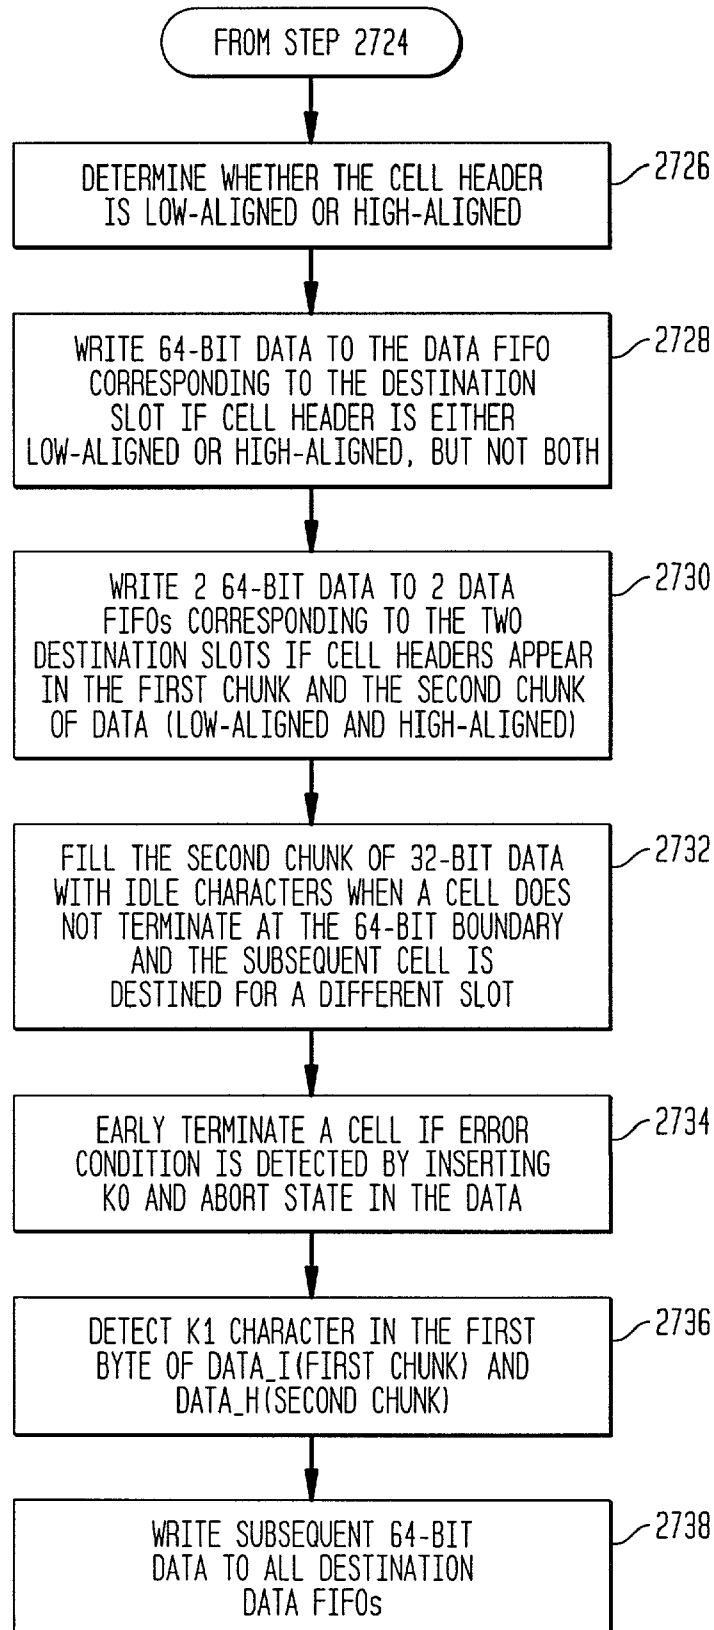 FROM STEP 2724
DETERMINE WHETHER THE CELL HEADER
IS LOW-ALIGNED OR HIGH-ALIGNED
2726
WRITE 64-BIT DATA TO THE DATA FIFO
CORRESPONDING TO THE DESTINATION
SLOT IF CELL HEADER IS EITHER
LOW-ALIGNED OR HIGH-ALIGNED, BUT NOT BOTH
2728
WRITE 2 64-BIT DATA TO 2 DATA
FIFOs CORRESPONDING TO THE TWO
DESTINATION SLOTS IF CELL HEADERS APPEAR
IN THE FIRST CHUNK AND THE SECOND CHUNK
OF DATA (LOW-ALIGNED AND HIGH-ALIGNED)
2730
FILL THE SECOND CHUNK OF 32-BIT DATA
WITH IDLE CHARACTERS WHEN A CELL DOES
NOT TERMINATE AT THE 64-BIT BOUNDARY
AND THE SUBSEQUENT CELL IS
DESTINED FOR A DIFFERENT SLOT
2732
EARLY TERMINATE A CELL IF ERROR
CONDITION IS DETECTED BY INSERTING
K0 AND ABORT STATE IN THE DATA
2734
DETECT K1 CHARACTER IN THE FIRST
BYTE OF DATA_I(FIRST CHUNK) AND
DATA_H(SECOND CHUNK)
2736
WRITE SUBSEQUENT 64-BIT
DATA TO ALL DESTINATION
DATA FIFOs
2738